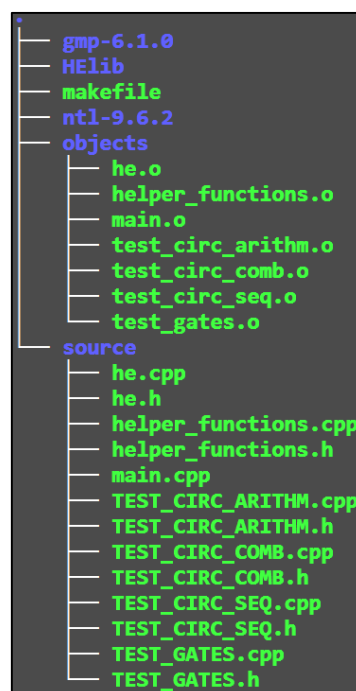 .
gmp-6.1.0
HElib
makefile
ntl-9.6.2
objects
he.o
helper_functions.o
main.o
test_circ_arithm.o
test_circ_comb.o
test_circ_seq.o
test_gates.o
source
he.cpp
he.h
helper_functions.cpp
helper_functions.h
main.cpp
TEST_CIRC_ARITHM.cpp
TEST_CIRC_ARITHM.h
TEST_CIRC_COMB.cpp
TEST_CIRC_COMB.h
TEST_CIRC_SEQ.cpp
TEST_CIRC_SEQ.h
TEST_GATES.cpp
TEST_GATES.h